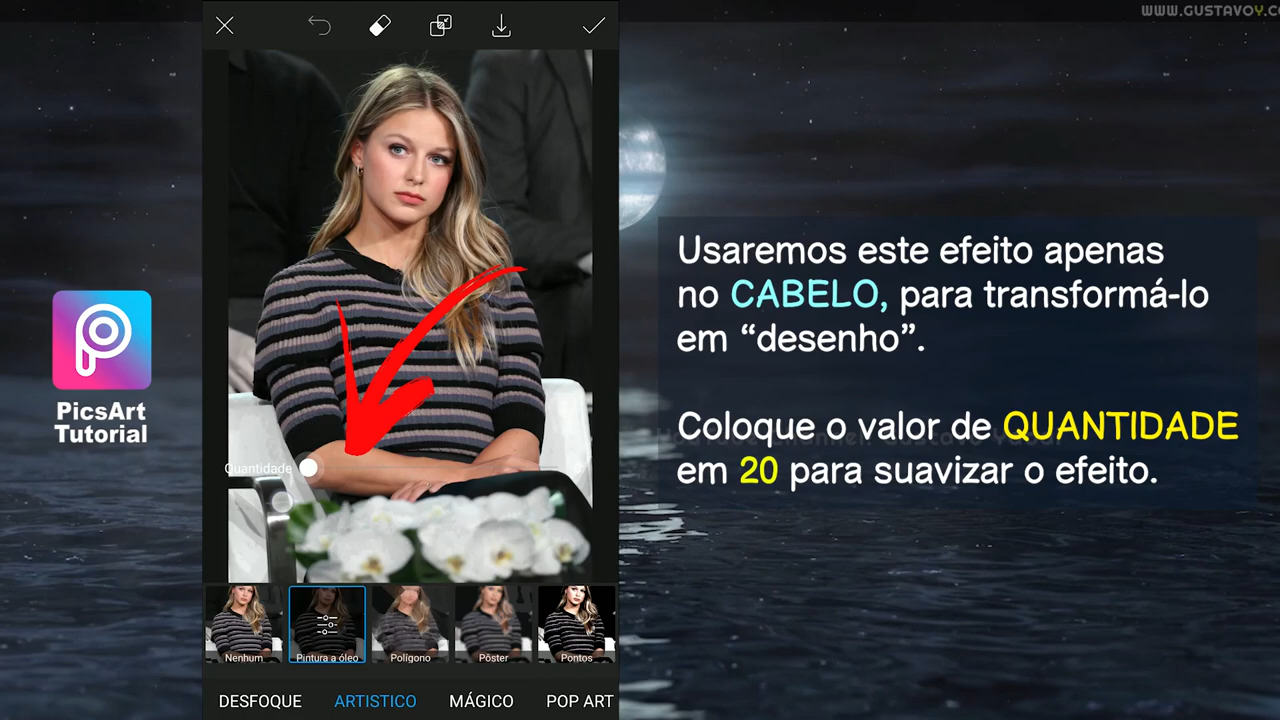 WWW.GUSTAVOY.C
Usaremos este efeito apenas
no CABELO, para transformá-lo
em “desenho”.
Coloque o valor de QUANTIDADE
em 20 para suavizar o efeito.
PicsArt
Tutorial
Quantidade
Nenhum
Pintura a óleo
Polígono
Pôster
Pontos
DESFOQUE
ARTISTICO
MÁGICO
POP ART